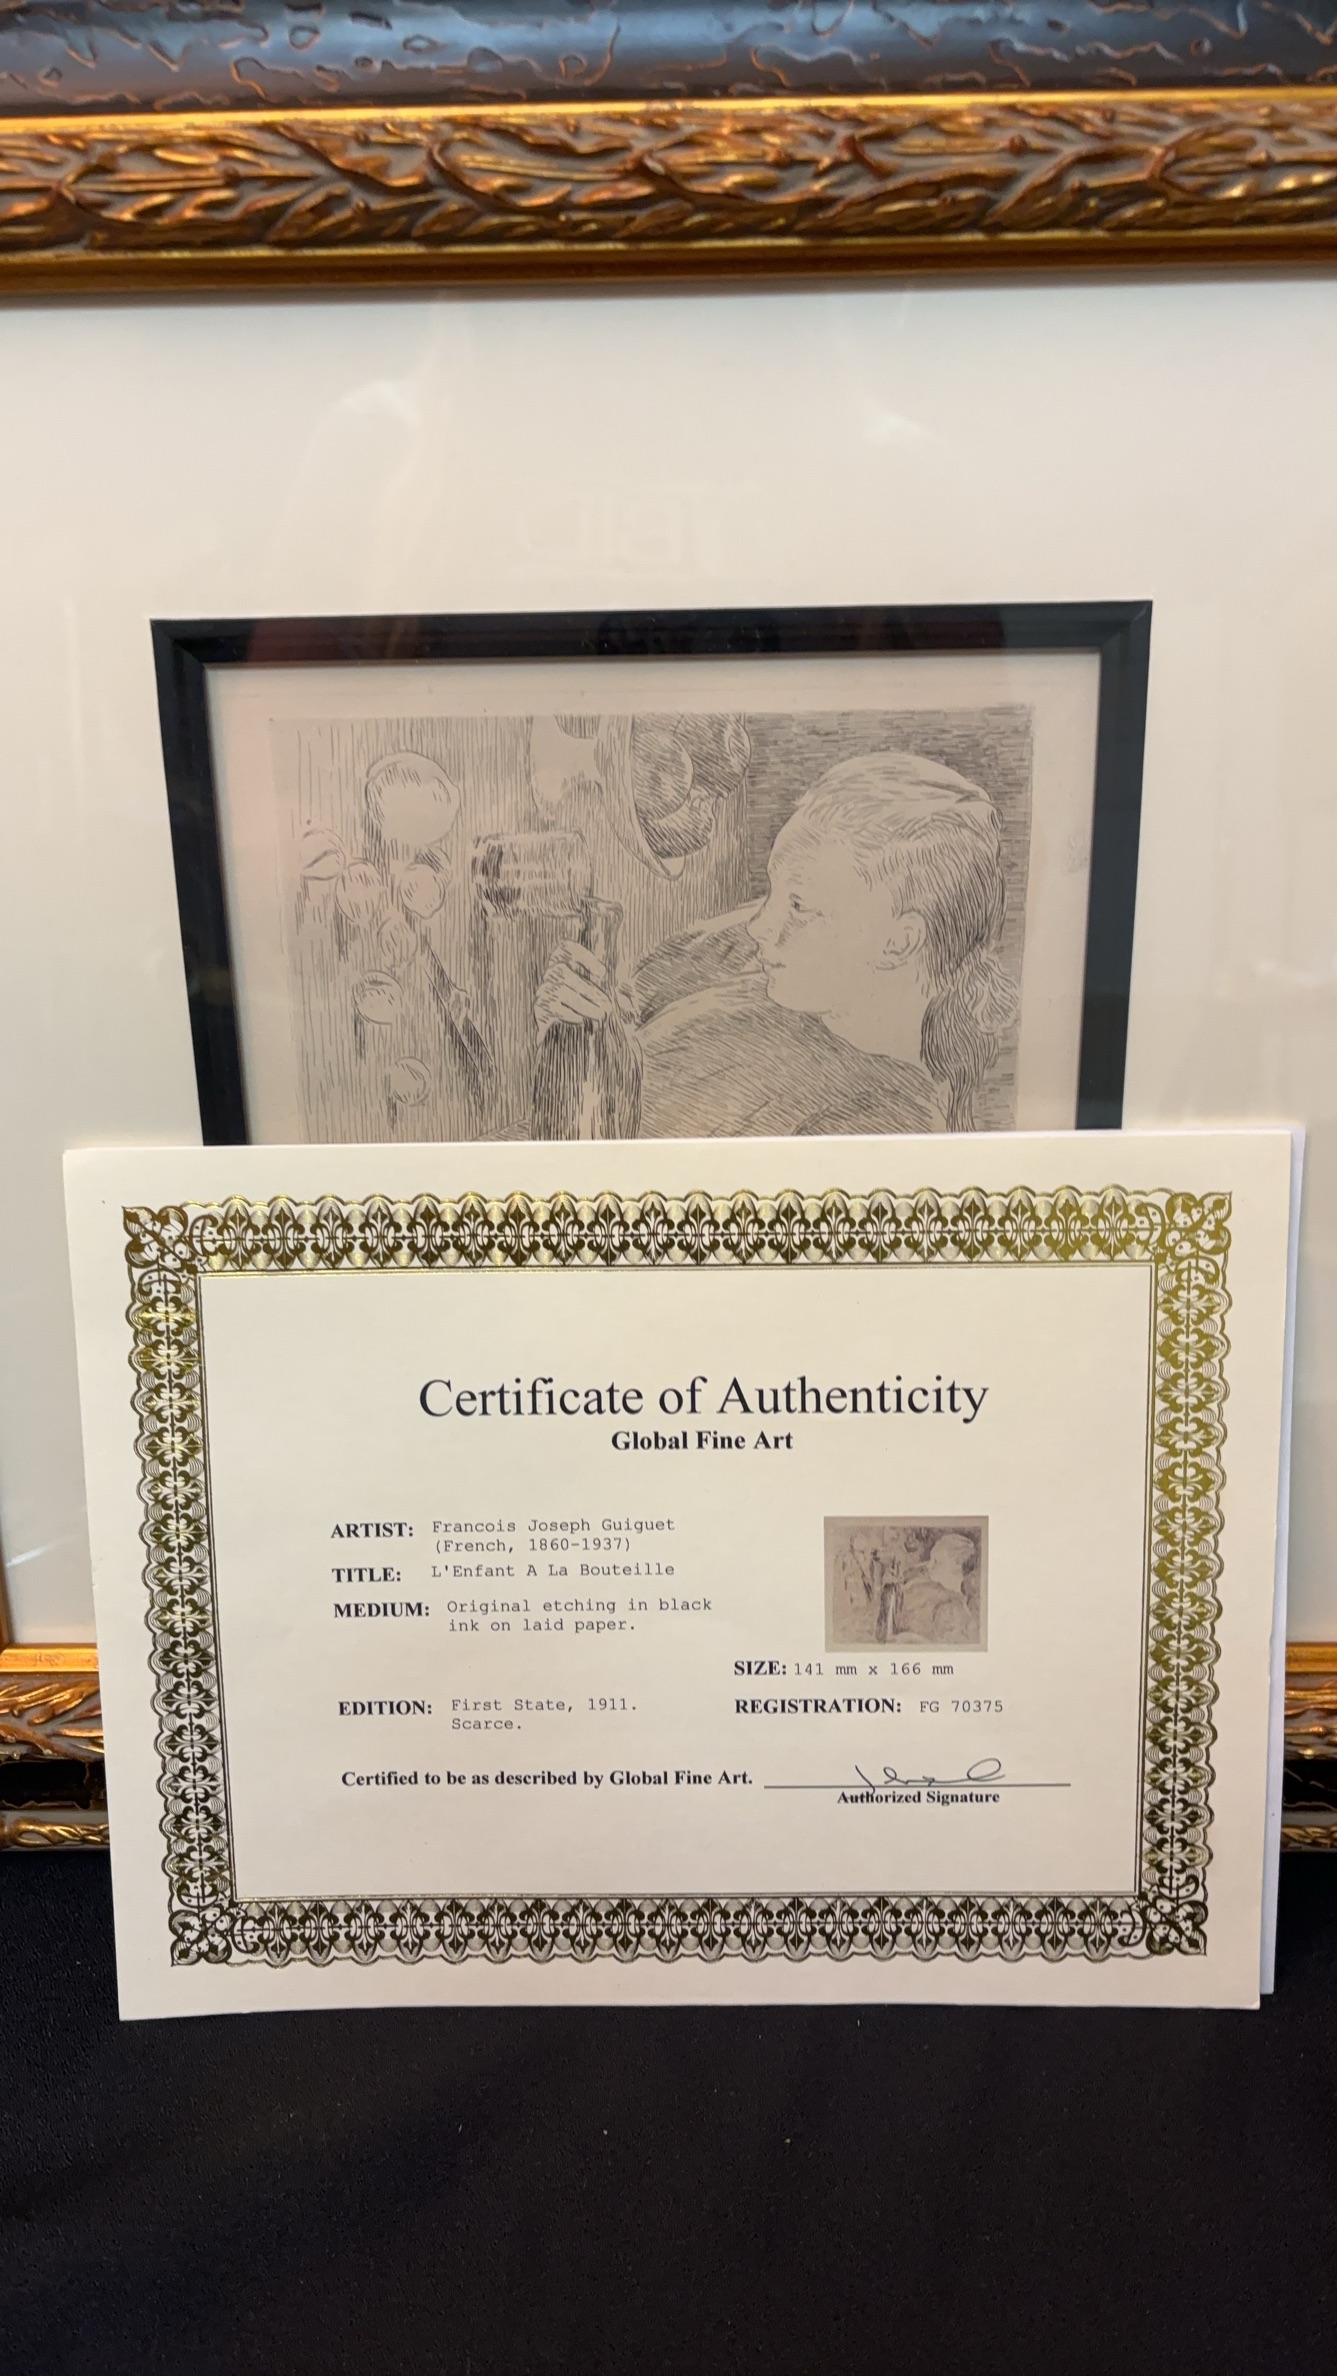 Certificate of Authenticity
Global Fine Art
ARTIST: Francois Joseph Guiguet
(French, 1860-1937)
TITLE: L'Enfant A La Bouteille
MEDIUM: Original etching in black
ink on laid paper.
SIZE: 141 mm x 166 mm
EDITION: First State, 1911.
Scarce.
REGISTRATION: FG 70375
Certified to be as described by Global Fine Art.
Authorized Signature